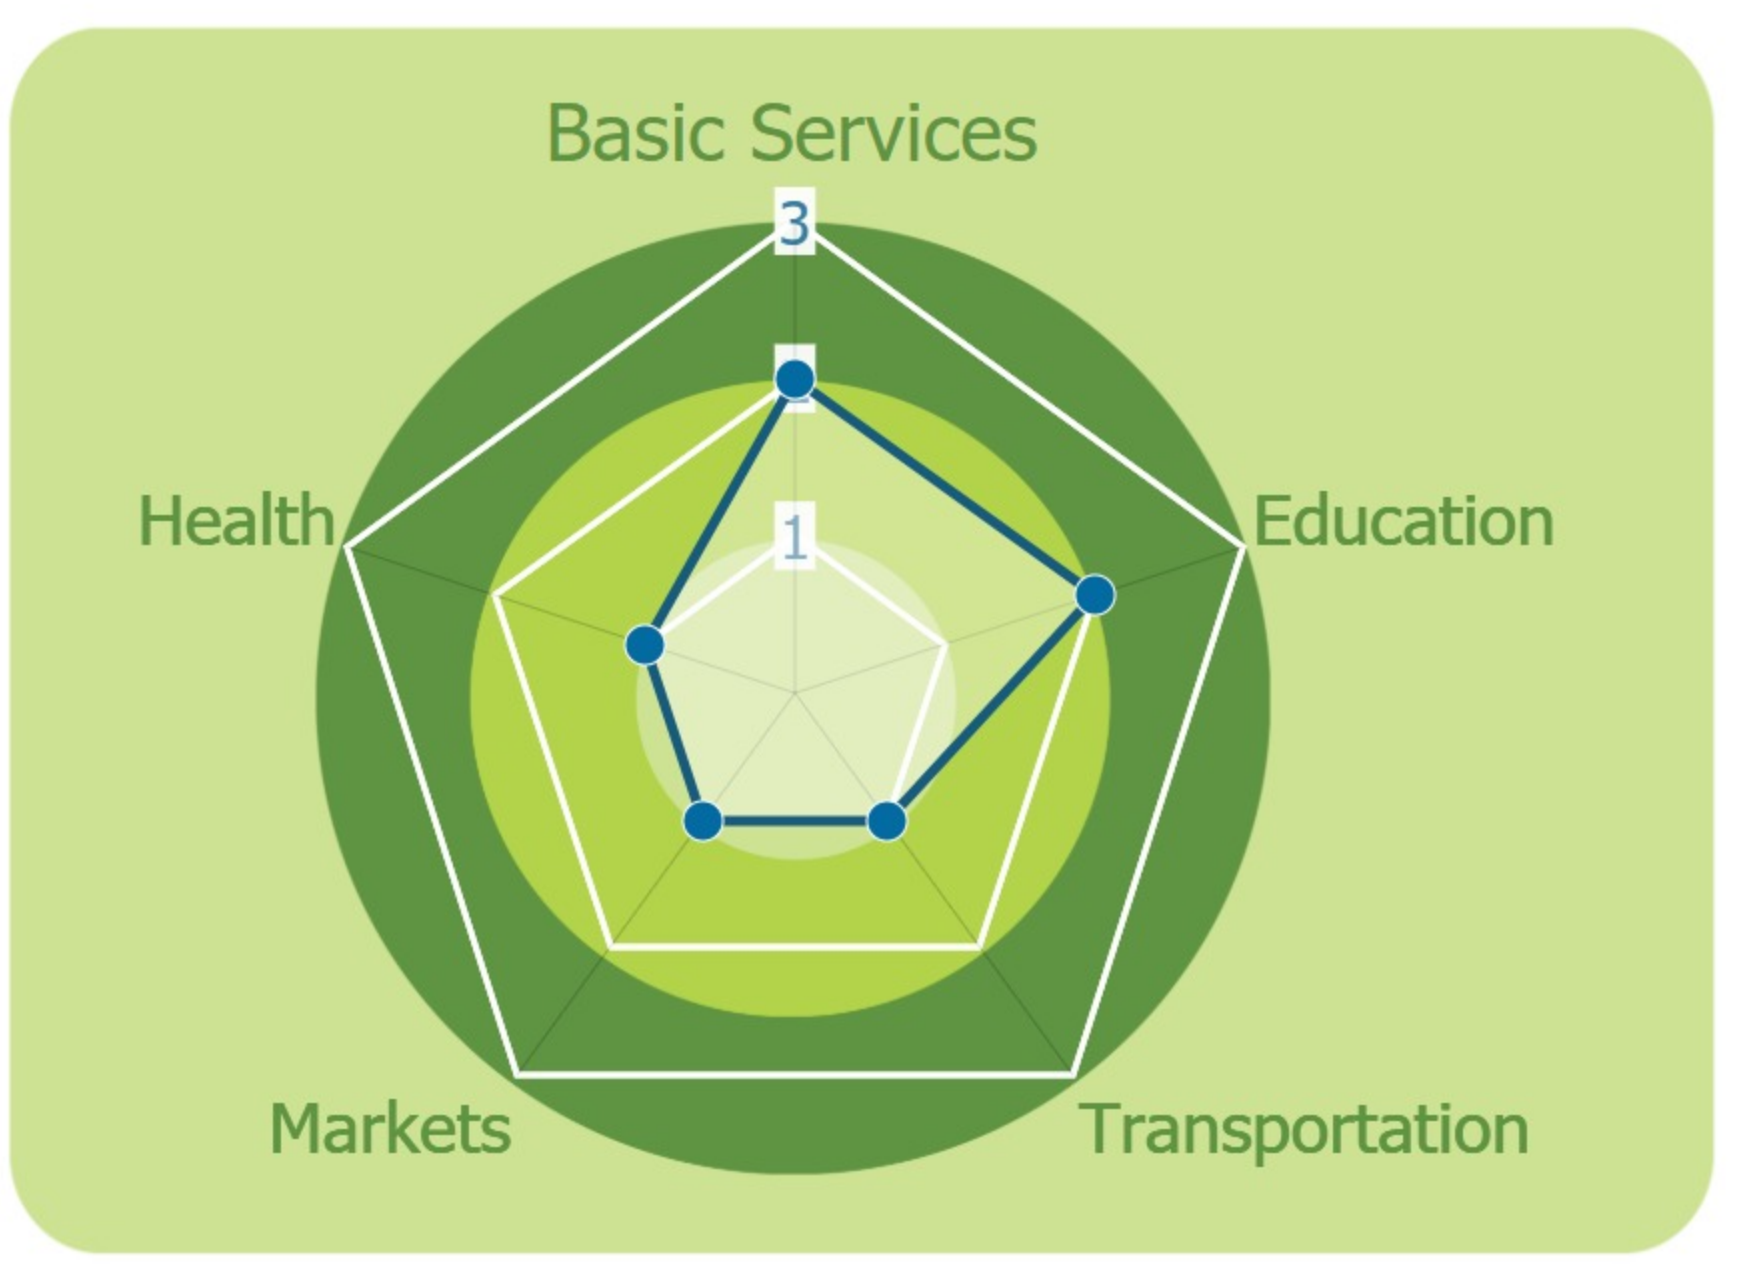 Basic Services
3
1
Health
Education
Markets
Transportation